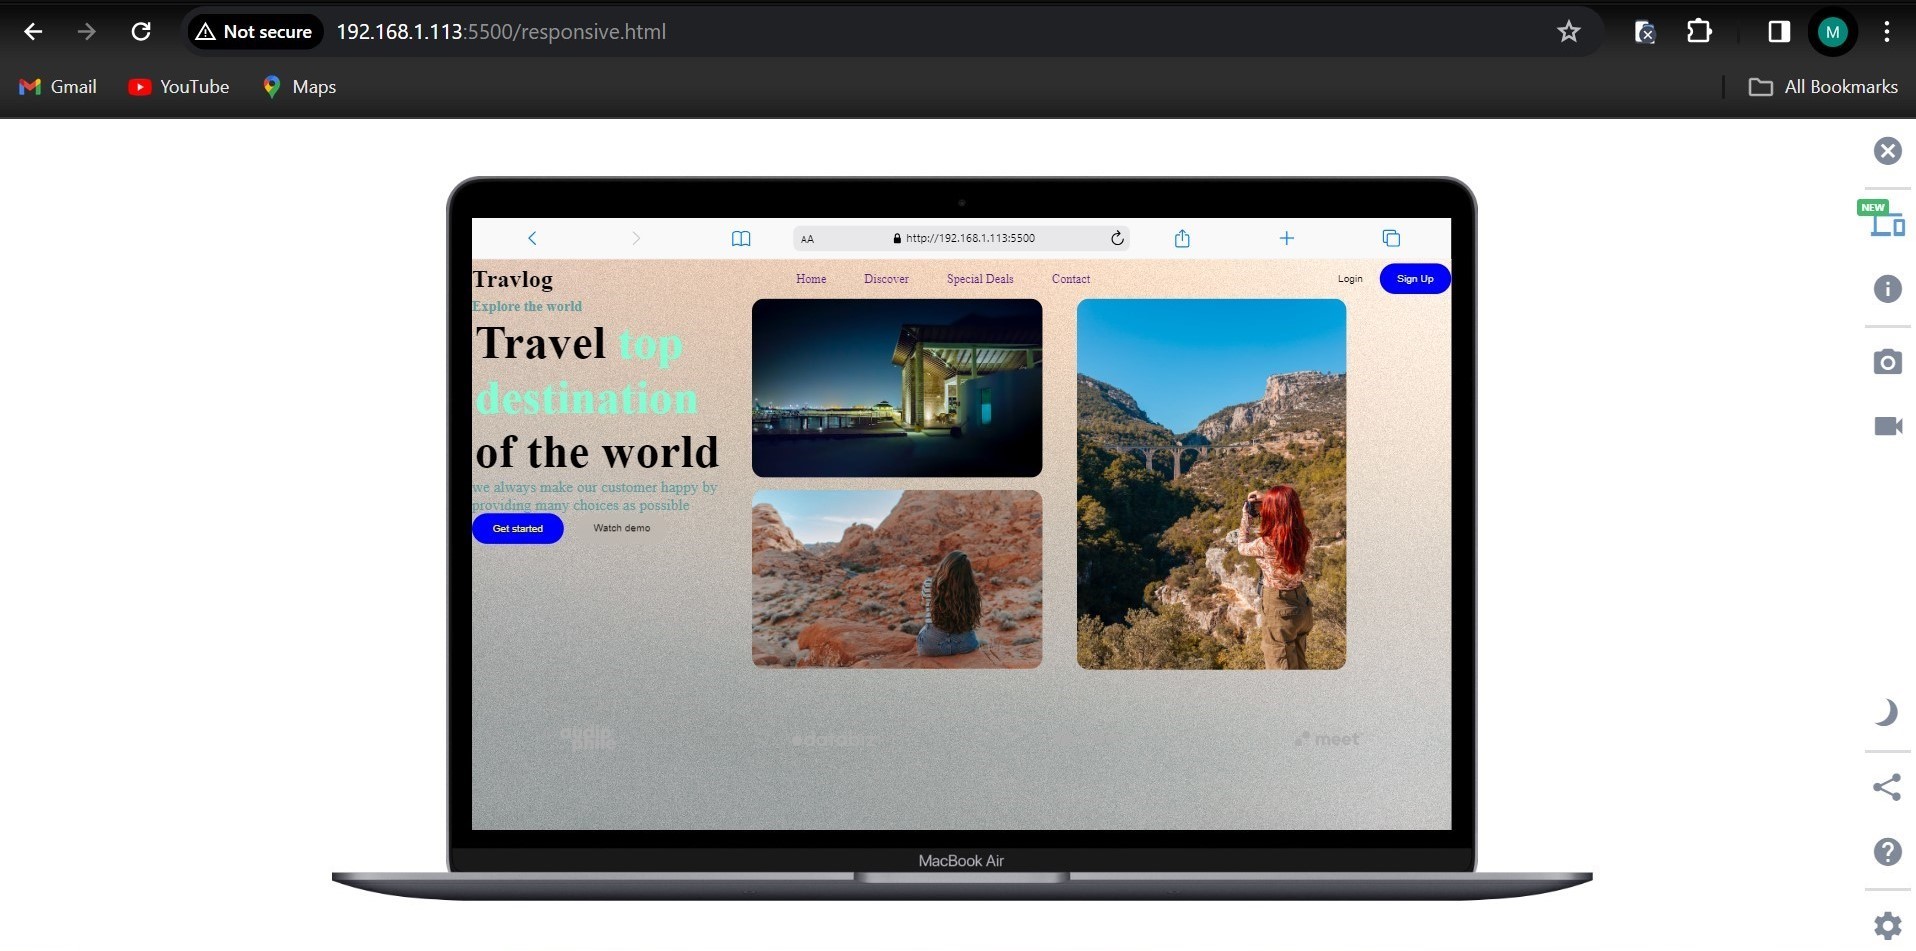 Not secure
192.168.1.113:5500/responsive.html
M
Gmail
YouTube
Maps
All Bookmarks
NEW
AA
http://192.168.1.113:5500
Travlog
Home
Discover
Special Deals
Contact
Login
Sign Up
Explore the world
Travel top
destination
of the world
we always make our customer happy by
providing many choices as possible
Get started
Watch demo
audio
phile
databiz
meet
MacBook Air